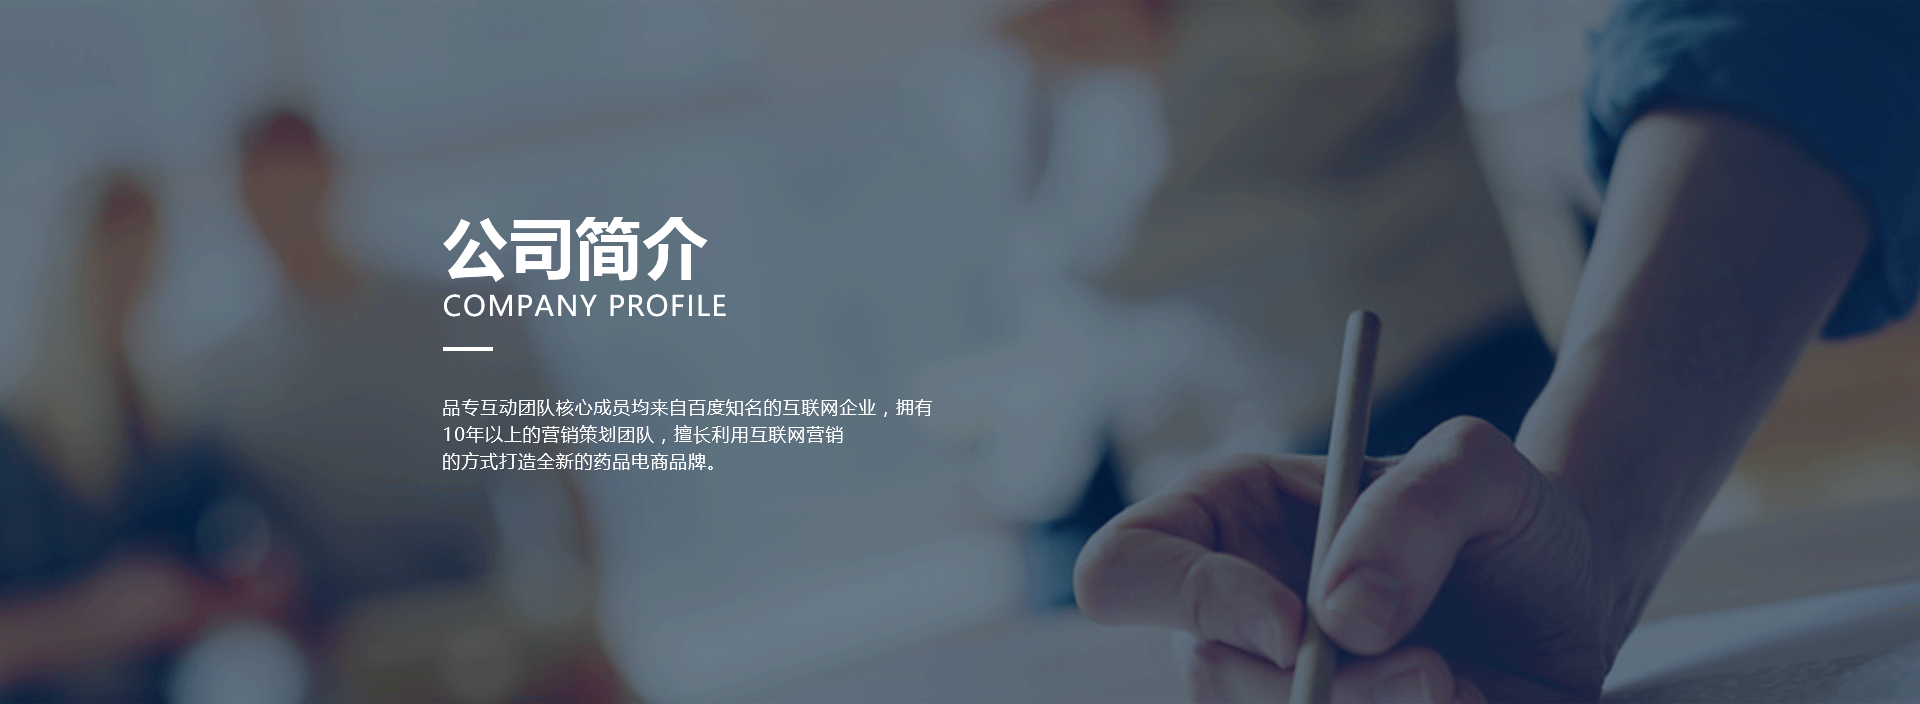 公司简介
COMPANY PROFILE
品专互动团队核心成员均来自百度知名的互联网企业，拥有
10年以上的营销策划团队，擅长利用互联网营销
的方式打造全新的药品电商品牌。